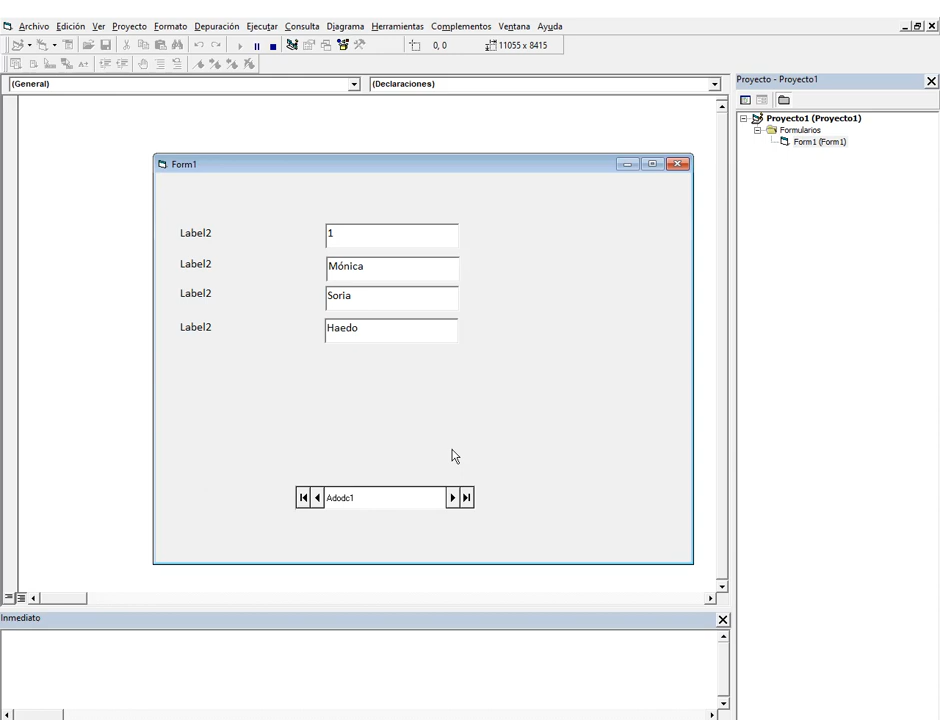 Archivo Edición Ver Proyecto Formato Depuración Ejecutar Consulta Diagrama Herramientas Complementos Ventana Ayuda
0, 0 11055 x 8415
(General) (Declaraciones)
Proyecto - Proyecto1
Proyecto1 (Proyecto1)
Formularios
Form1 (Form1)
Form1
Label2 1
Label2 Mónica
Label2 Soria
Label2 Haedo
Adodc1
Inmediato